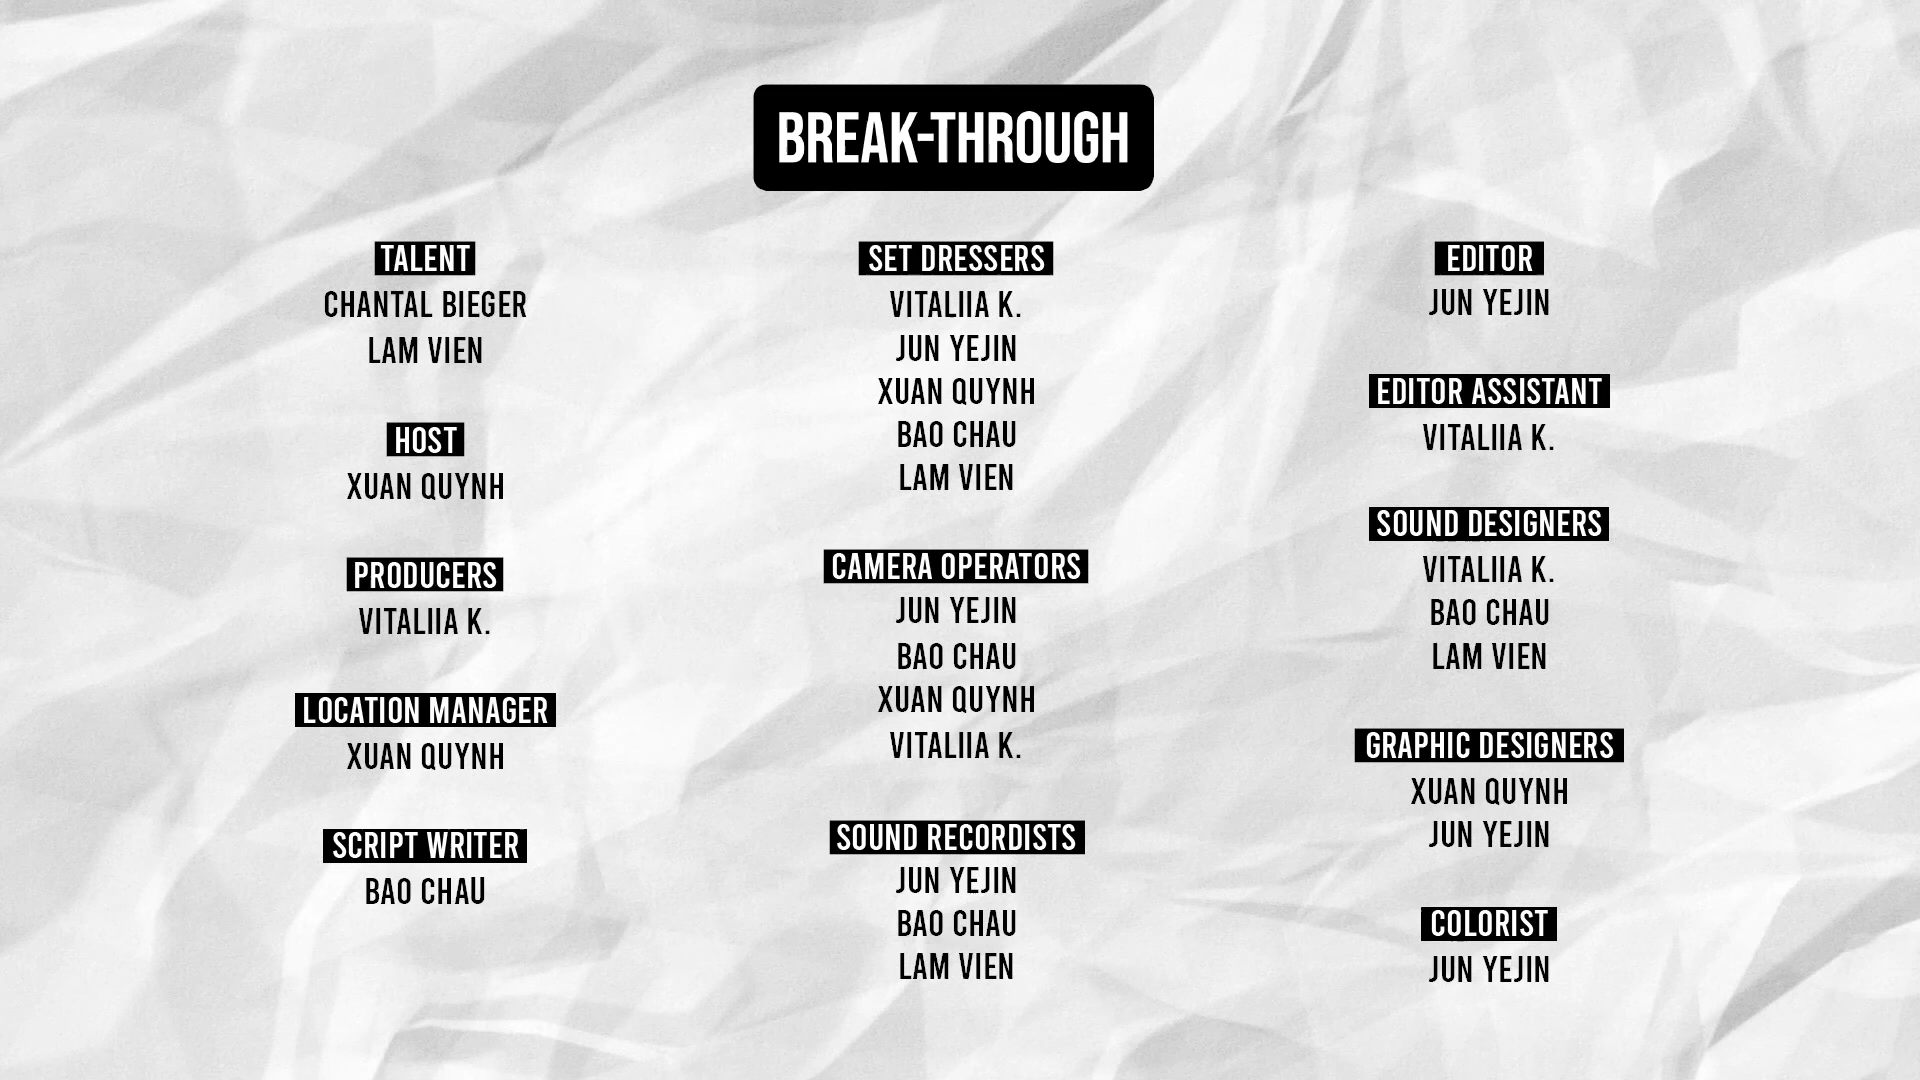 BREAK-THROUGH
TALENT
CHANTAL BIEGER
LAM VIEN
HOST
XUAN QUYNH
PRODUCERS
VITALIIA K.
LOCATION MANAGER
XUAN QUYNH
SCRIPT WRITER
BAO CHAU
SET DRESSERS
VITALIIA K.
JUN YEJIN
XUAN QUYNH
BAO CHAU
LAM VIEN
CAMERA OPERATORS
JUN YEJIN
BAO CHAU
XUAN QUYNH
VITALIIA K.
SOUND RECORDISTS
JUN YEJIN
BAO CHAU
LAM VIEN
EDITOR
JUN YEJIN
EDITOR ASSISTANT
VITALIIA K.
SOUND DESIGNERS
VITALIIA K.
BAO CHAU
LAM VIEN
GRAPHIC DESIGNERS
XUAN QUYNH
JUN YEJIN
COLORIST
JUN YEJIN